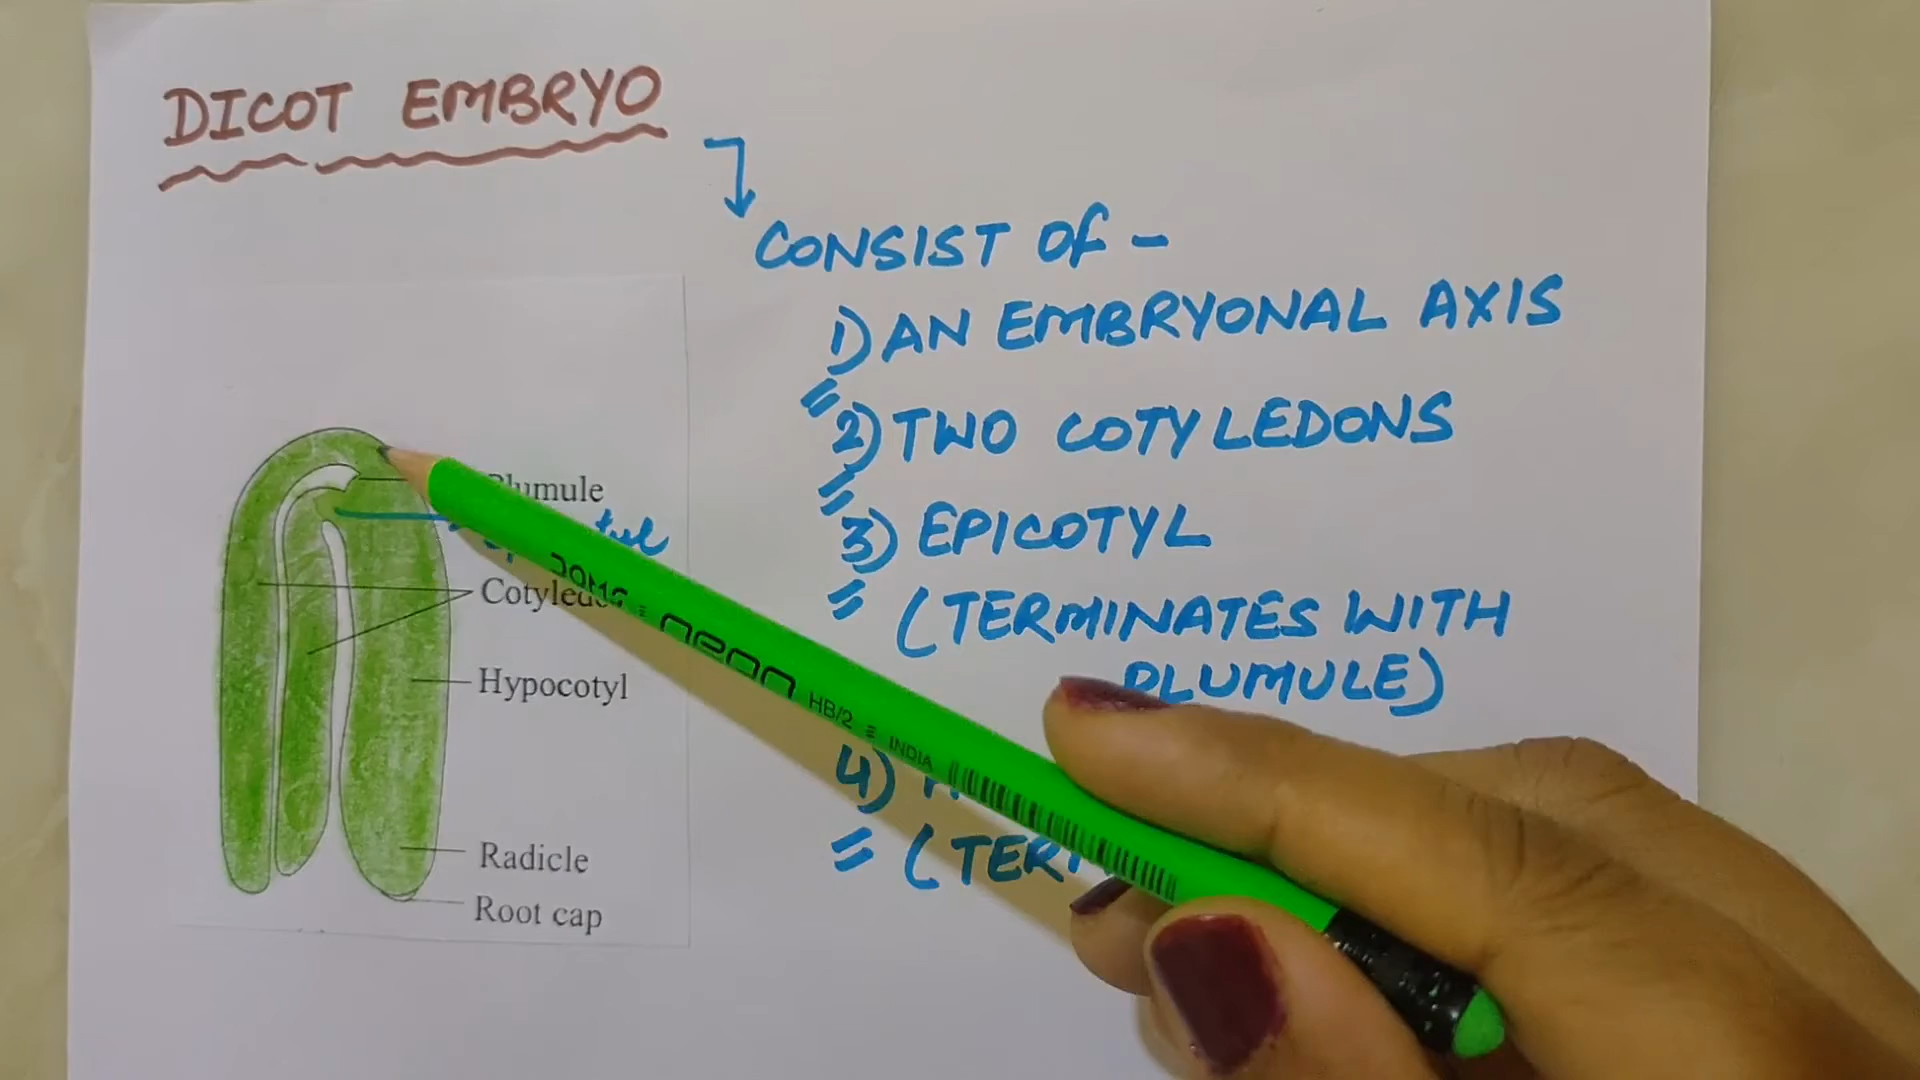 DICOT EMBRYO
CONSIST Of -
1) AN EMBRYONAL AXIS
2) TWO COTYLEDONS
3) EPICOTYL
(TERMINATES WITH
PLUMULE)
4)
Plumule
Hypocotyl
Radicle
Root cap
neon HB/2 INDIA